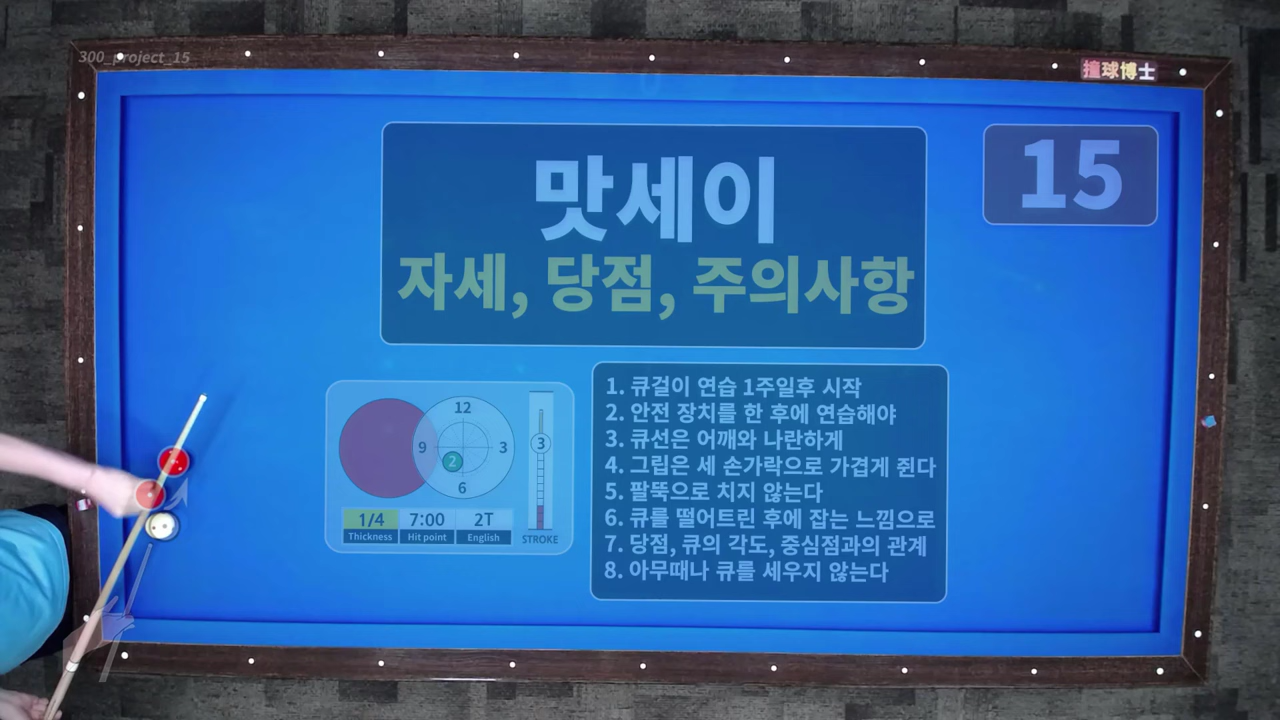 300_project_15
撞球博士
맛세이
자세, 당점, 주의사항
15
12
9
3
2
6
1/4
Thickness
7:00
Hit point
2T
English
3
STROKE
1. 큐걸이 연습 1주일후 시작
2. 안전 장치를 한 후에 연습해야
3. 큐선은 어깨와 나란하게
4. 그립은 세 손가락으로 가겹게 쥔다
5. 팔뚝으로 치지 않는다
6. 큐를 떨어트린 후에 잡는 느낌으로
7. 당점, 큐의 각도, 중심점과의 관계
8. 아무때나 큐를 세우지 않는다